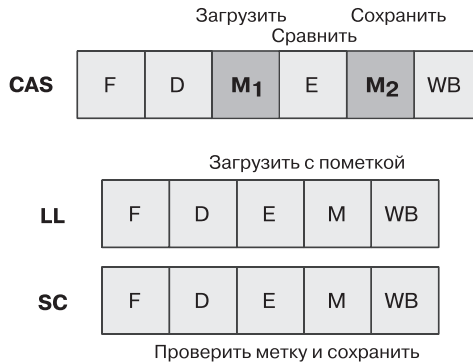 Загрузить Сохранить
Сравнить
CAS F D M1 E M2 WB
Загрузить с пометкой
LL F D E M WB
SC F D E M WB
Проверить метку и сохранить